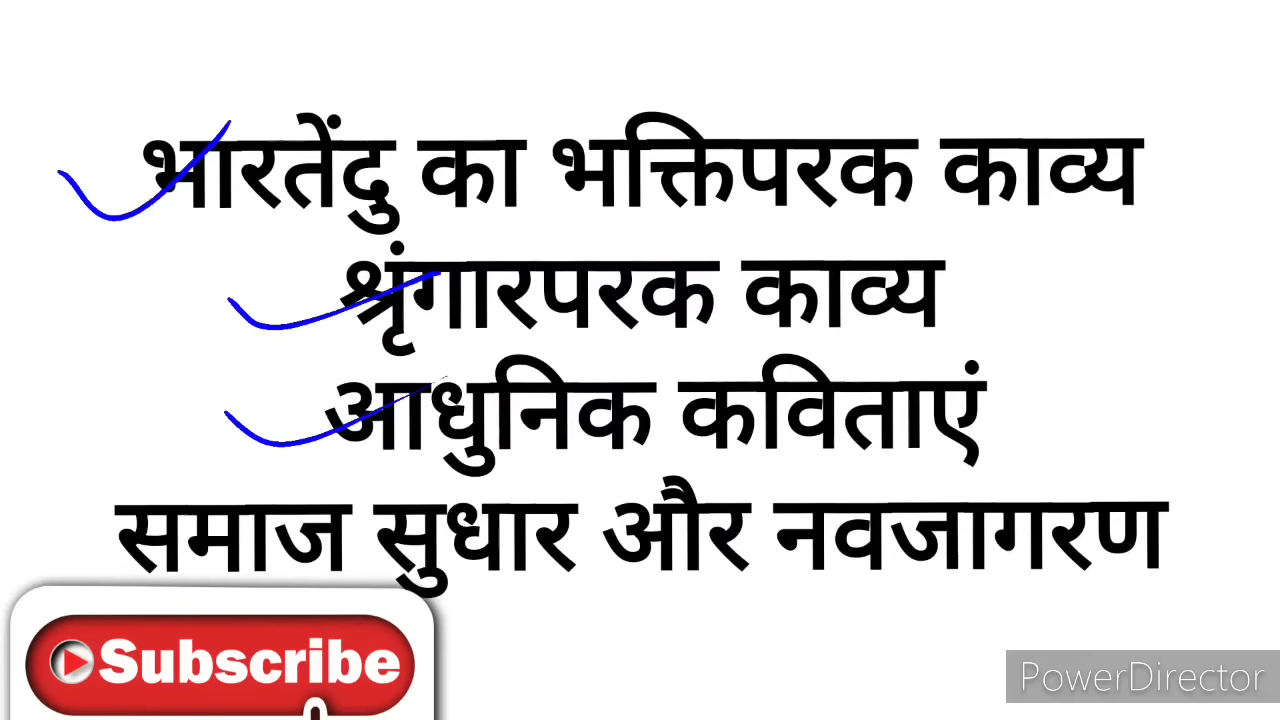 भारतेंदु का भक्तिपरक काव्य
श्रृंगारपरक काव्य
आधुनिक कविताएं
समाज सुधार और नवजागरण
Subscribe
PowerDirector